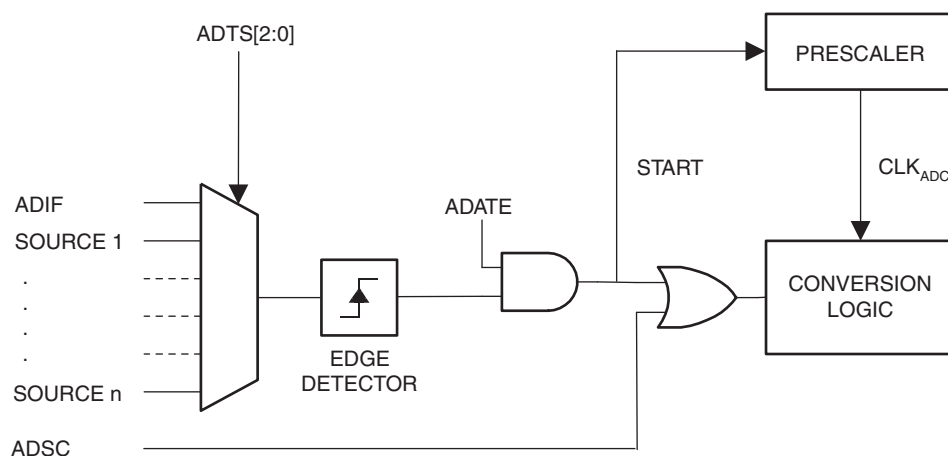 ADTS[2:0]
PRESCALER
START
CLKADC
ADIF
ADATE
SOURCE 1
.
.
.
.
CONVERSION
LOGIC
EDGE
DETECTOR
SOURCE n
ADSC